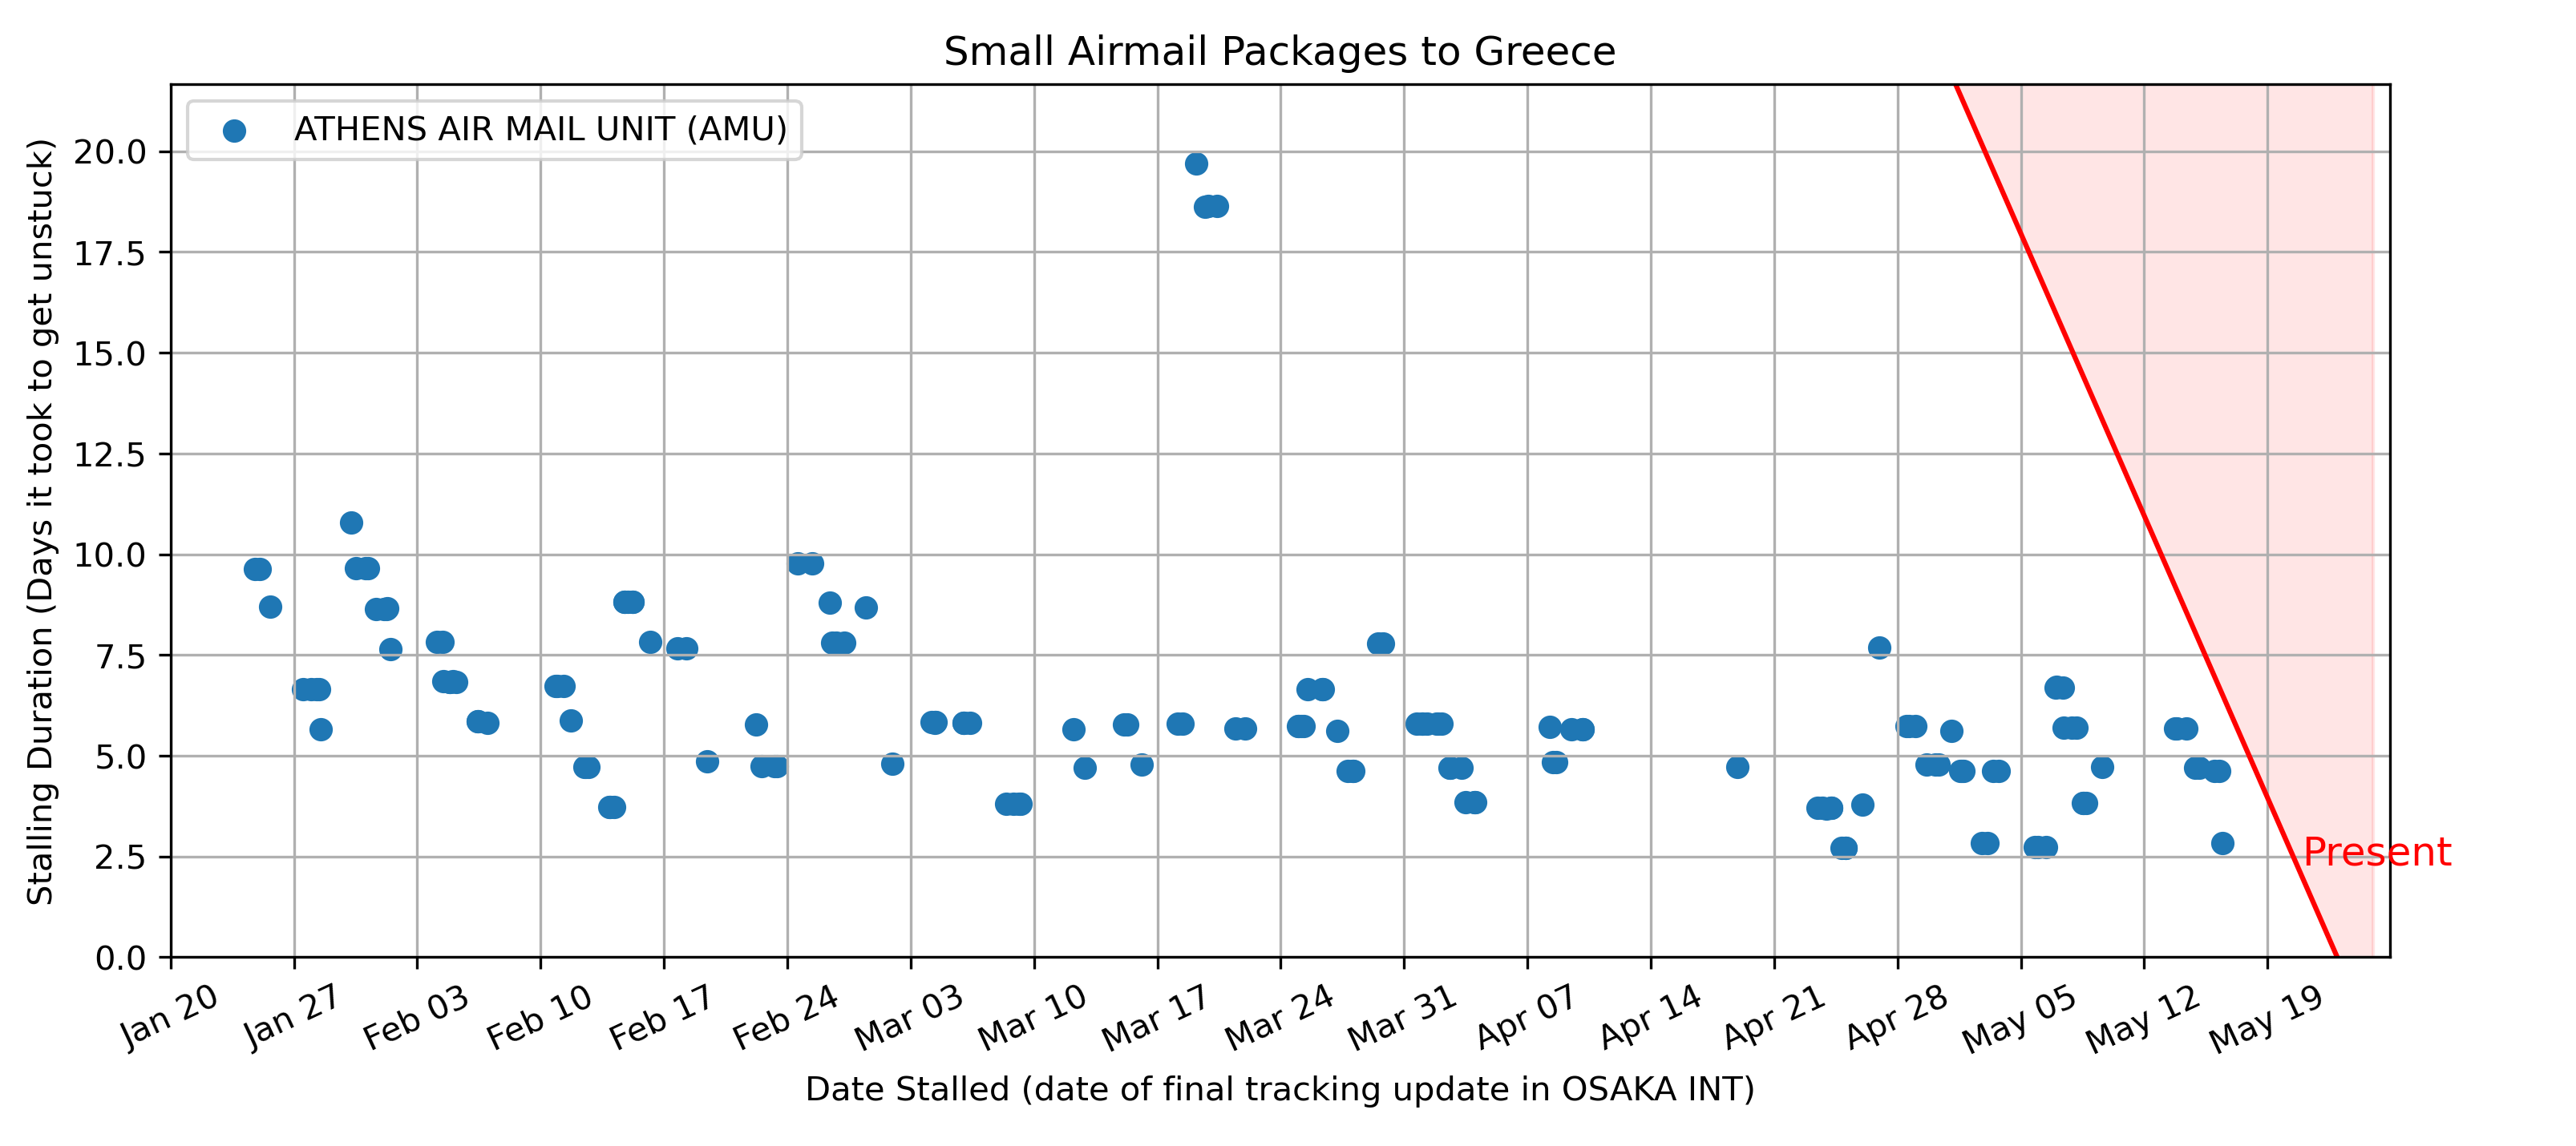 Small Airmail Packages to Greece
ATHENS AIR MAIL UNIT (AMU)
Stalling Duration (Days it took to get unstuck)
20.0
17.5
15.0
12.5
10.0
7.5
5.0
2.5
0.0
Present
Jan 20
Jan 27
Feb 03
Feb 10
Feb 17
Feb 24
Mar 03
Mar 10
Mar 17
Mar 24
Mar 31
Apr 07
Apr 14
Apr 21
Apr 28
May 05
May 12
May 19
Date Stalled (date of final tracking update in OSAKA INT)